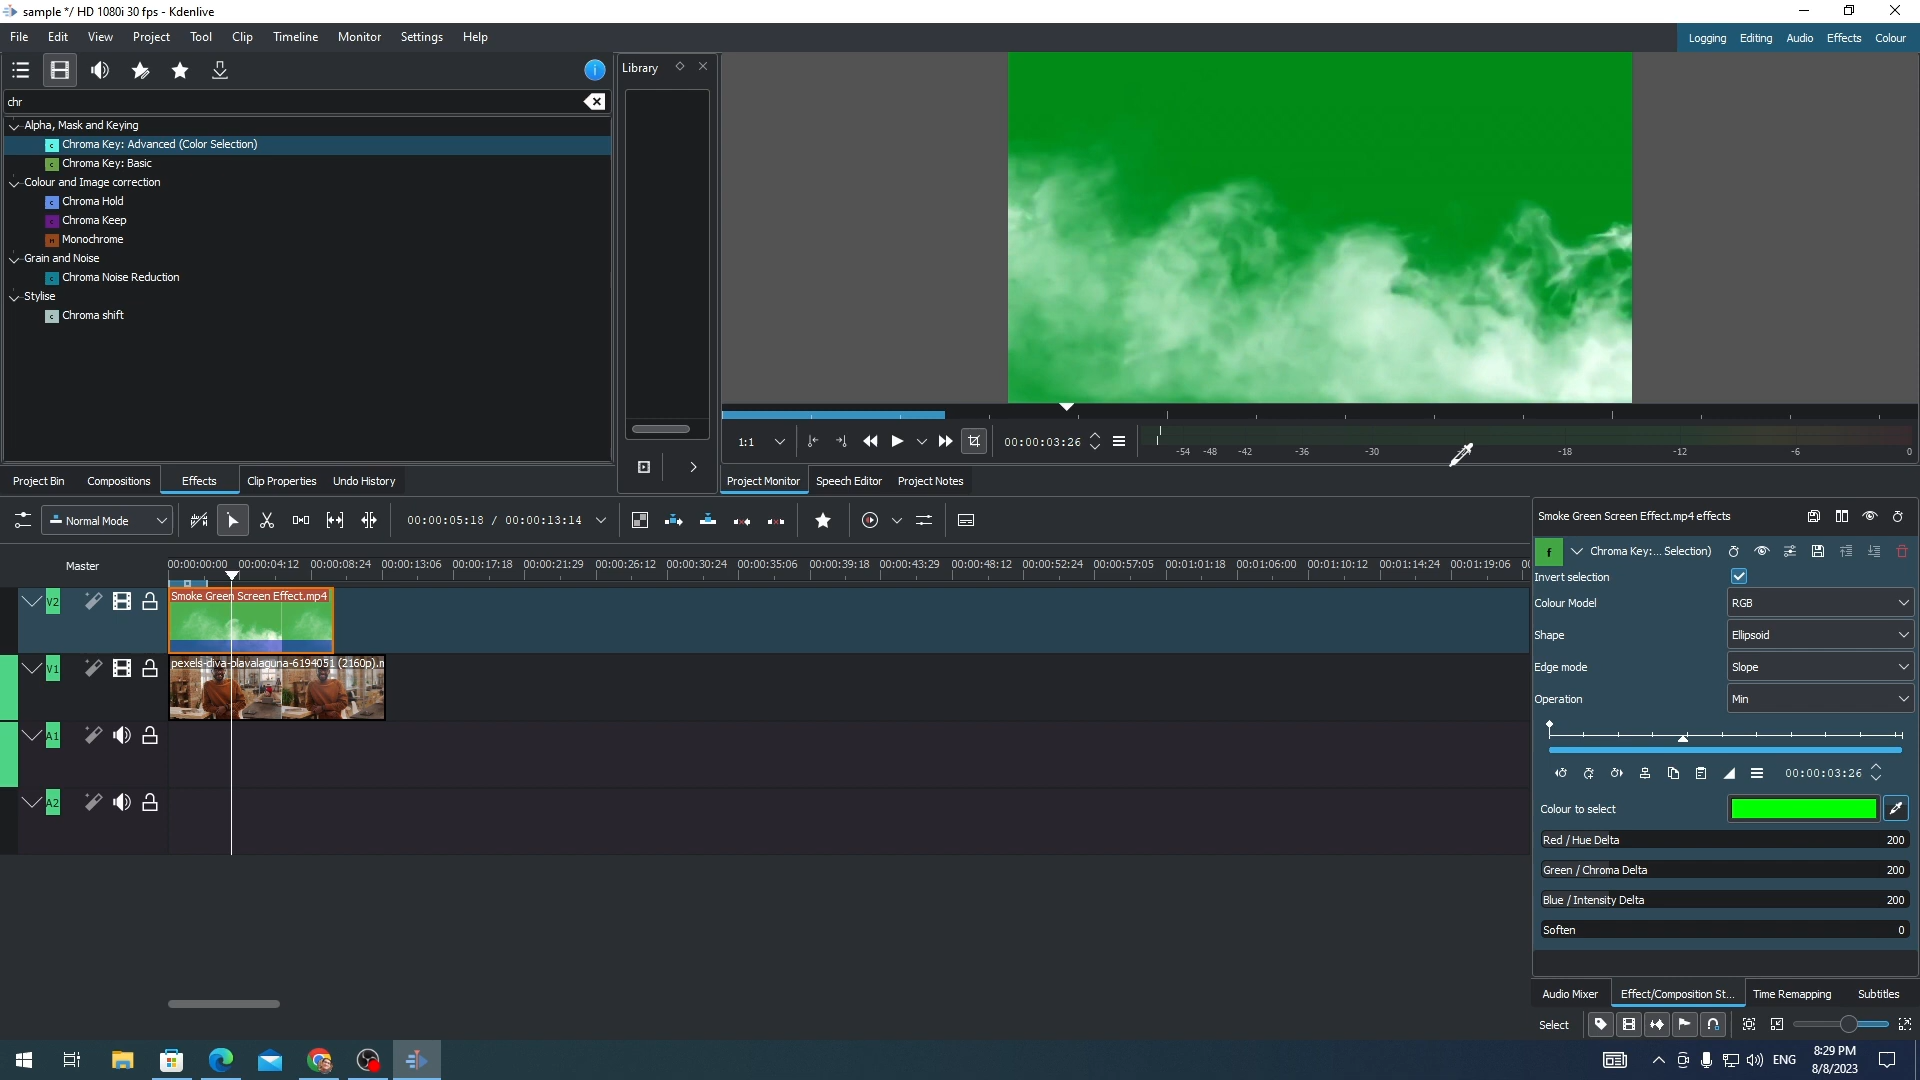 sample */ HD 1080i 30 fps - Kdenlive
File Edit View Project Tool Clip Timeline Monitor Settings Help
Logging Editing Audio Effects Colour
Library
chr
Alpha, Mask and Keying
Chroma Key: Advanced (Color Selection)
Chroma Key: Basic
Colour and Image correction
Chroma Hold
Chroma Keep
Monochrome
Grain and Noise
Chroma Noise Reduction
Stylise
Chroma shift
1:1 00:00:03:26
-54 -48 -42 -36 -30 -18 -12 -6 0
Project Bin Compositions Effects Clip Properties Undo History
Project Monitor Speech Editor Project Notes
Normal Mode 00:00:05:18 / 00:00:13:14
Master
00:00:00:00 00:00:04:12 00:00:08:24 00:00:13:06 00:00:17:18 00:00:21:29 00:00:26:12 00:00:30:24 00:00:35:06 00:00:39:18 00:00:43:29 00:00:48:12 00:00:52:24 00:00:57:05 00:01:01:18 00:01:06:00 00:01:10:12 00:01:14:24 00:01:19:06
V2
Smoke Green Screen Effect.mp4
V1
pexels-diva-plavalaguna-6194051 (2160p).
A1
A2
Smoke Green Screen Effect.mp4 effects
f Chroma Key:... Selection)
Invert selection
Colour Model RGB
Shape Ellipsoid
Edge mode Slope
Operation Min
00:00:03:26
Colour to select
Red / Hue Delta 200
Green / Chroma Delta 200
Blue / Intensity Delta 200
Soften 0
Audio Mixer Effect/Composition St... Time Remapping Subtitles
Select
ENG
8:29 PM
8/8/2023